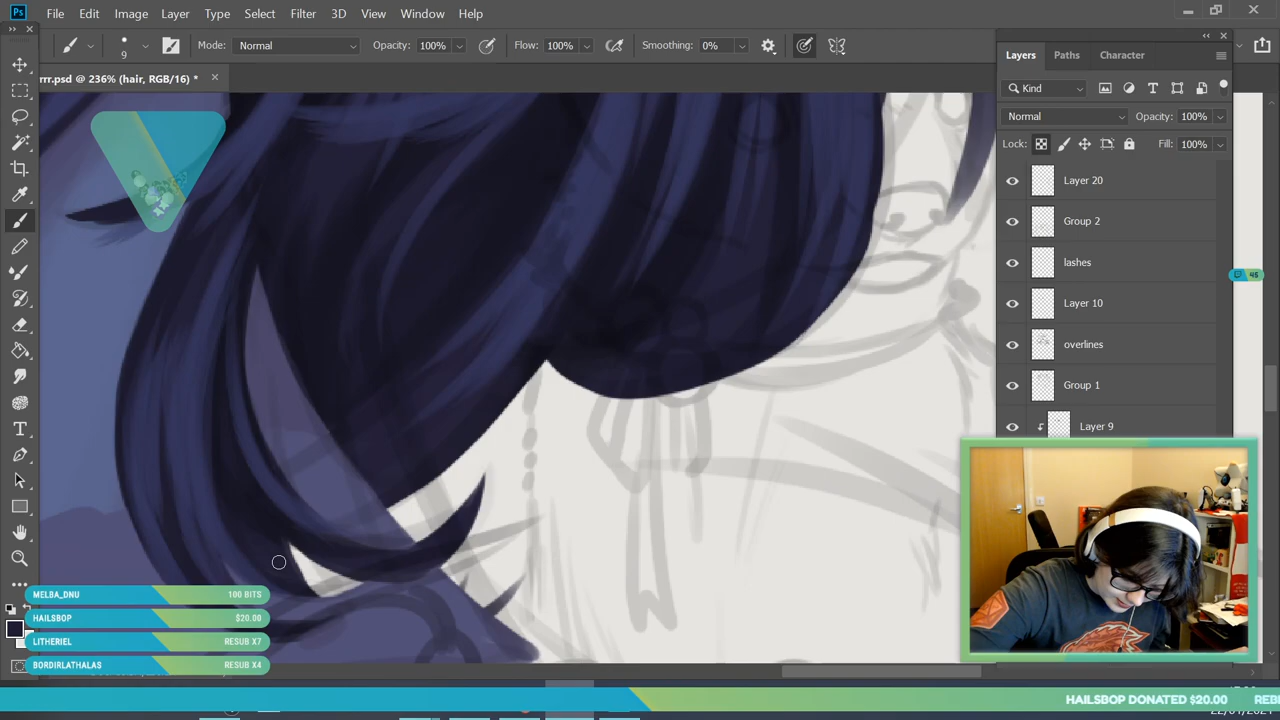 Ps File Edit Image Layer Type Select Filter 3D View Window Help
9 Mode: Normal Opacity: 100% Flow: 100% Smoothing: 0%
rrr.psd @ 236% (hair, RGB/16) *
Layers Paths Character
Kind
Normal Opacity: 100%
Lock: Fill: 100%
Layer 20
Group 2
lashes
45
Layer 10
overlines
Group 1
Layer 9
MELBA_DNU 100 BITS
HAILSBOP $20.00
LITHERIEL RESUB X7
BORDIRLATHALAS RESUB X4
HAILSBOP DONATED $20.00